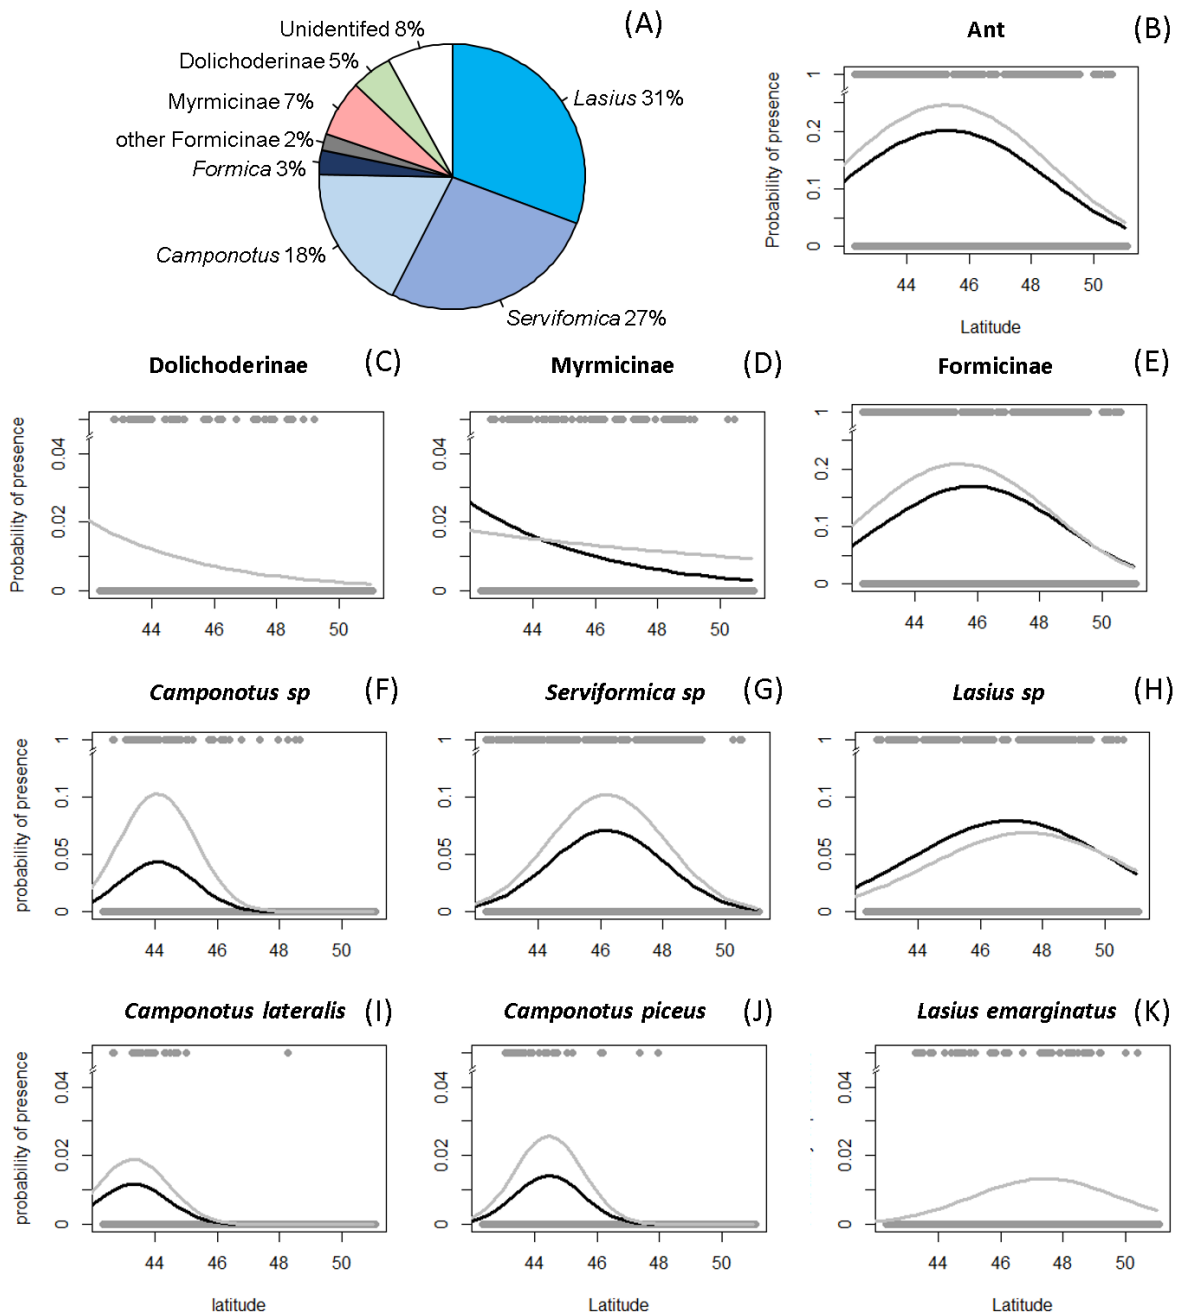 (A)
Unidentifed 8%
Dolichoderinae 5%
Myrmicinae 7%
other Formicinae 2%
Formica 3%
Camponotus 18%
Lasius 31%
Servifomica 27%
Ant (B)
Probability of presence
1
0.2
0.1
0
44 46 48 50
Latitude
Dolichoderinae (C)
Probability of presence
0.04
0.02
0
44 46 48 50
Myrmicinae (D)
0.04
0.02
0
44 46 48 50
Formicinae (E)
1
0.2
0.1
0
44 46 48 50
Camponotus sp (F)
probability of presence
1
0.1
0.05
0
44 46 48 50
Serviformica sp (G)
1
0.1
0.05
0
44 46 48 50
Lasius sp (H)
1
0.1
0.05
0
44 46 48 50
Camponotus lateralis (I)
probability of presence
0.04
0.02
0
44 46 48 50
latitude
Camponotus piceus (J)
0.04
0.02
0
44 46 48 50
Latitude
Lasius emarginatus (K)
0.04
0.02
0
44 46 48 50
Latitude